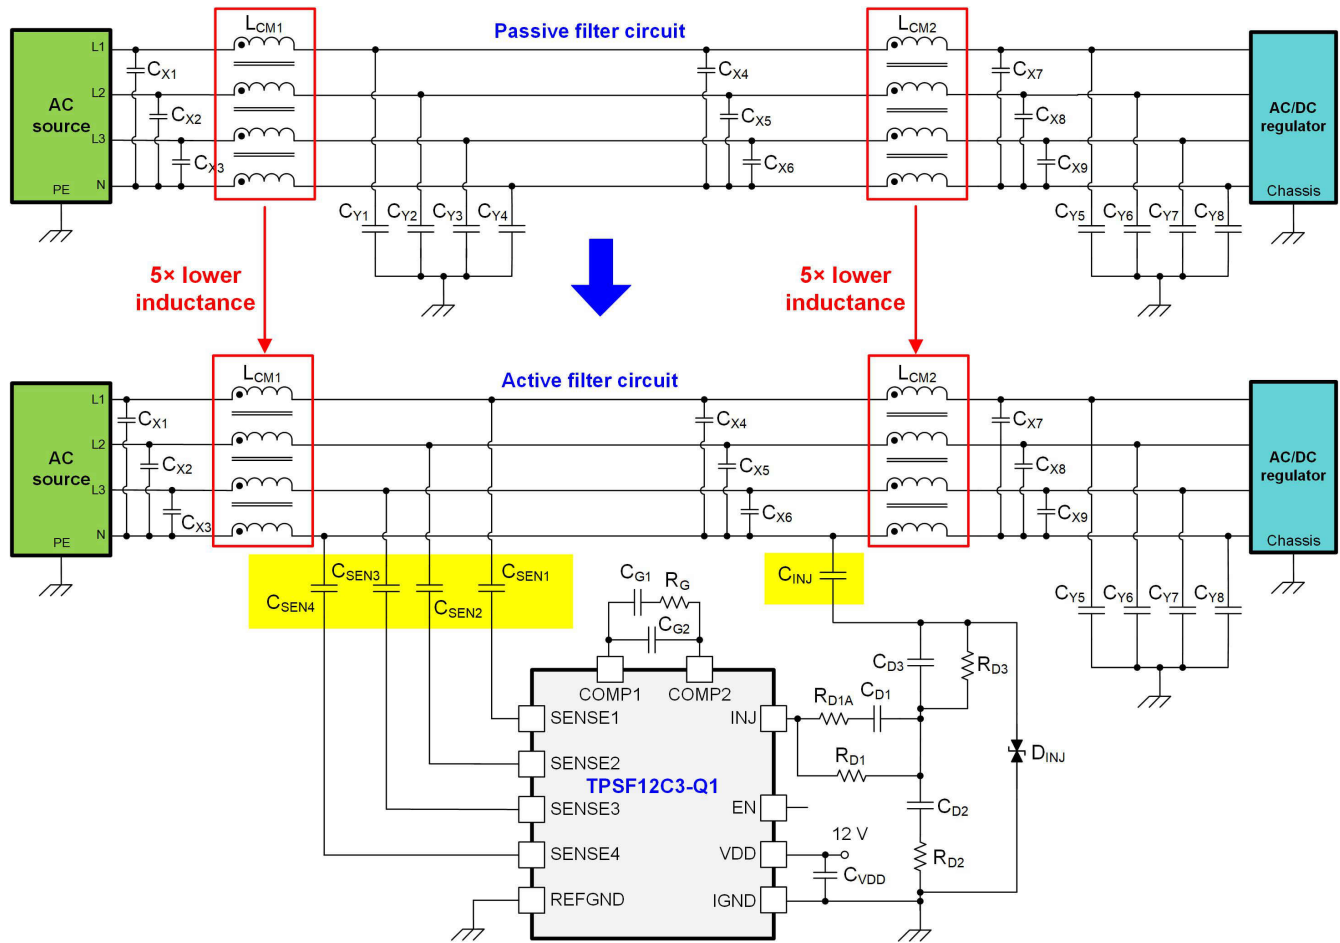 Passive filter circuit
LCM1
LCM2
AC source
L1
L2
L3
N
PE
CX1
CX2
CX3
CX4
CX5
CX6
CX7
CX8
CX9
AC/DC regulator
Chassis
CY1
CY2
CY3
CY4
CY5
CY6
CY7
CY8
5× lower
inductance
5× lower
inductance
Active filter circuit
LCM1
LCM2
AC source
L1
L2
L3
N
PE
CX1
CX2
CX3
CX4
CX5
CX6
CX7
CX8
CX9
AC/DC regulator
Chassis
CSEN4
CSEN3
CSEN2
CSEN1
CINJ
CY5
CY6
CY7
CY8
CG1
RG
CG2
COMP1
COMP2
SENSE1
SENSE2
SENSE3
SENSE4
REFGND
TPSF12C3-Q1
INJ
EN
VDD
IGND
RD1A
CD1
RD1
CD3
RD3
DINJ
CD2
RD2
12 V
CVDD